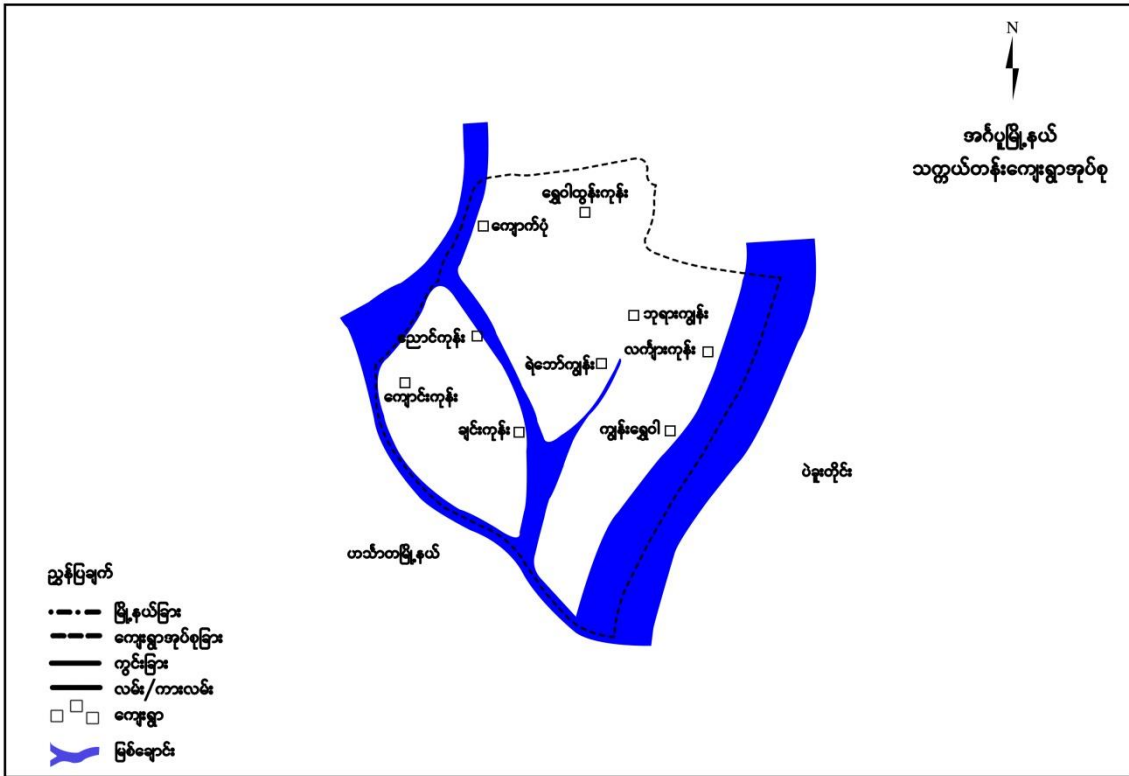 N
အင်္ဂပူမြို့နယ်
သက္ကယ်တန်းကျေးရွာအုပ်စု
ရွှေဝါထွန်းကုန်း
ကျောက်ပုံ
ဘုရားကျွန်း
ညောင်ကုန်း
လင်္ကျားကုန်း
ရဲဘော်ကျွန်း
ကျောင်းကုန်း
ချင်းကုန်း
ကျွန်းရွှေဝါ
ပဲခူးတိုင်း
ဟင်္သာတမြို့နယ်
ညွှန်ပြချက်
မြို့နယ်ခြား
ကျေးရွာအုပ်စုခြား
ကွင်းခြား
လမ်း/ကားလမ်း
ကျေးရွာ
မြစ်ချောင်း